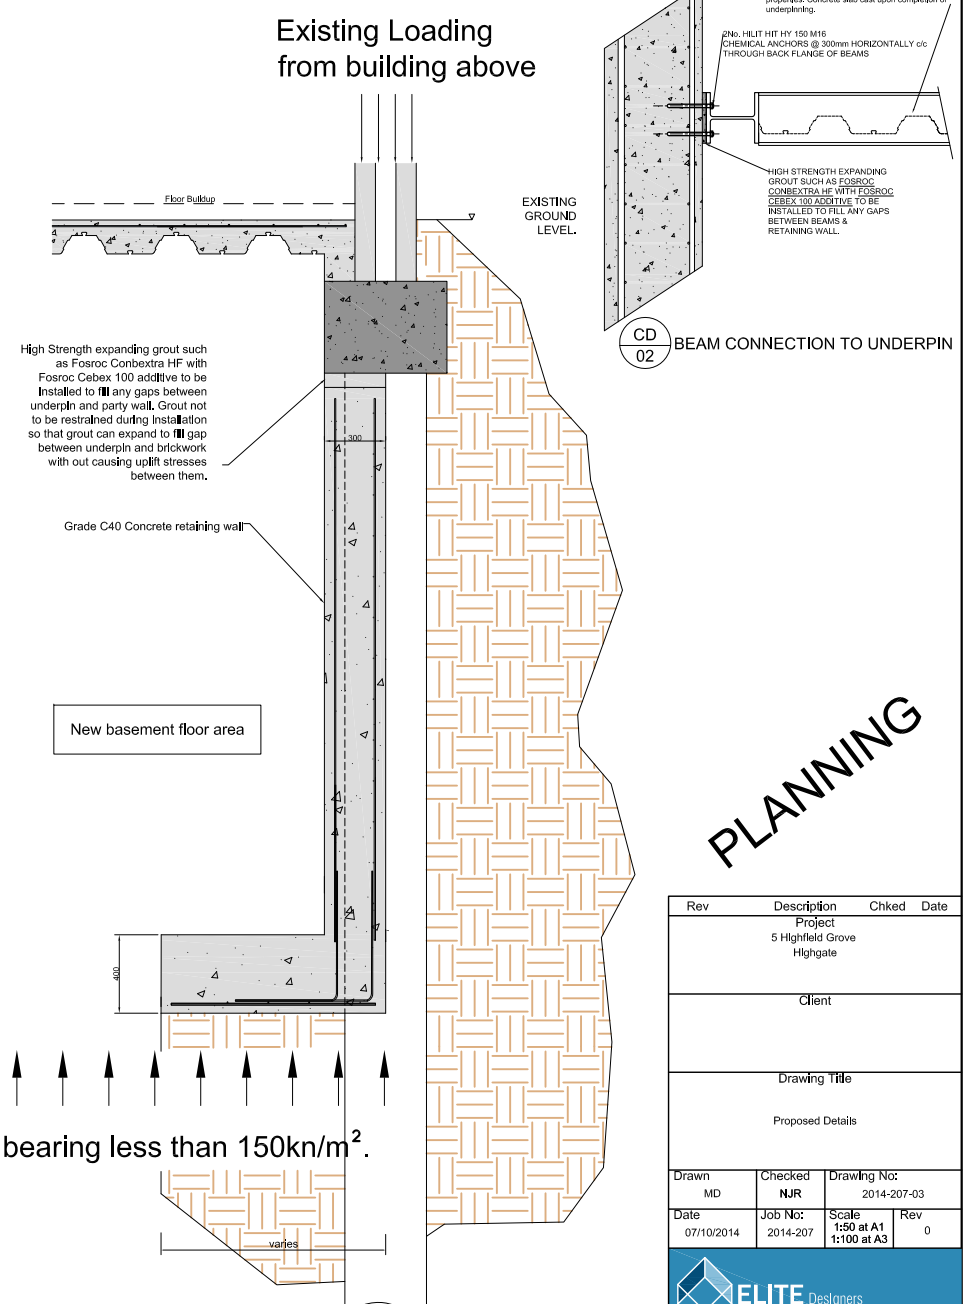 Existing Loading
from building above
properties. Concrete slab cast upon completion of
underpinning.
2No. HILIT HIT HY 150 M16
CHEMICAL ANCHORS @ 300mm HORIZONTALLY c/c
THROUGH BACK FLANGE OF BEAMS
HIGH STRENGTH EXPANDING
GROUT SUCH AS FOSROC
CONBEXTRA HF WITH FOSROC
CEBEX 100 ADDITIVE TO BE
INSTALLED TO FILL ANY GAPS
BETWEEN BEAMS &
RETAINING WALL.
Floor Buildup
EXISTING
GROUND
LEVEL.
CD
02
BEAM CONNECTION TO UNDERPIN
High Strength expanding grout such
as Fosroc Conbextra HF with
Fosroc Cebex 100 additive to be
installed to fill any gaps between
underpin and party wall. Grout not
to be restrained during installation
so that grout can expand to fill gap
between underpin and brickwork
with out causing uplift stresses
between them.
300
Grade C40 Concrete retaining wall
New basement floor area
400
bearing less than 150kn/m².
varies
PLANNING
Rev Description Chked Date
Project
5 Highfield Grove
Highgate
Client
Drawing Title
Proposed Details
Drawn Checked Drawing No:
MD NJR 2014-207-03
Date Job No: Scale Rev
07/10/2014 2014-207 1:50 at A1 0
1:100 at A3
ELITE Designers